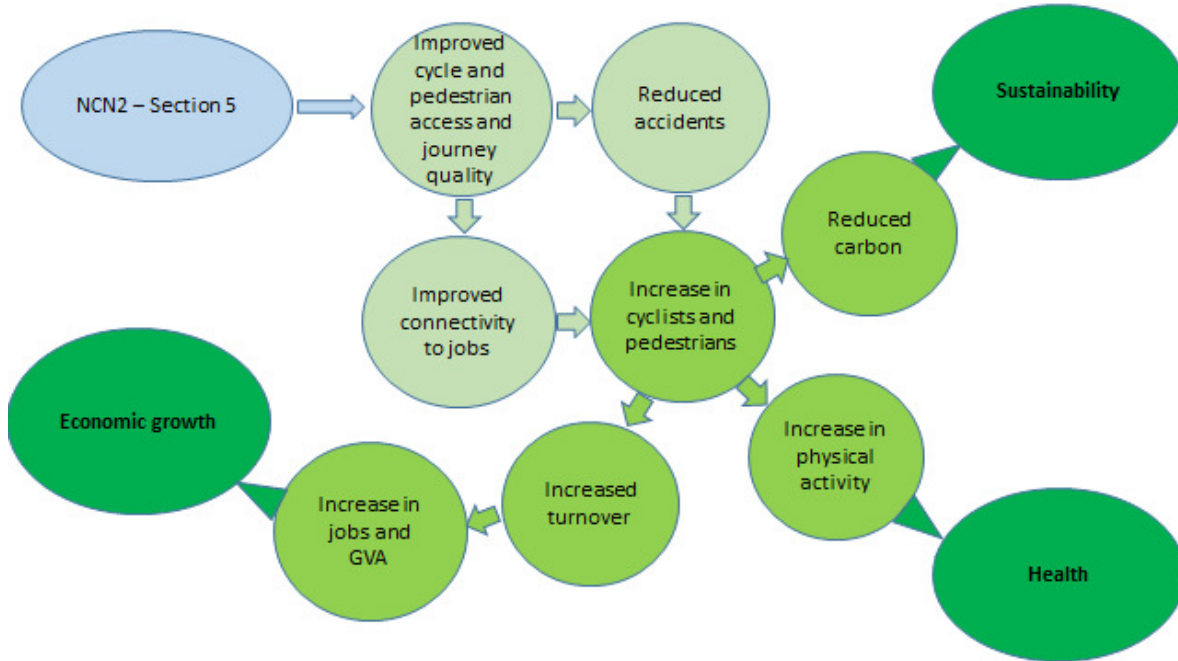 NCN2 – Section 5
Improved
cycle and
pedestrian
access and
journey
quality
Reduced
accidents
Sustainability
Reduced
carbon
Improved
connectivity
to jobs
Increase in
cyclists and
pedestrians
Economic growth
Increase in
physical
activity
Increased
turnover
Increase in
jobs and
GVA
Health